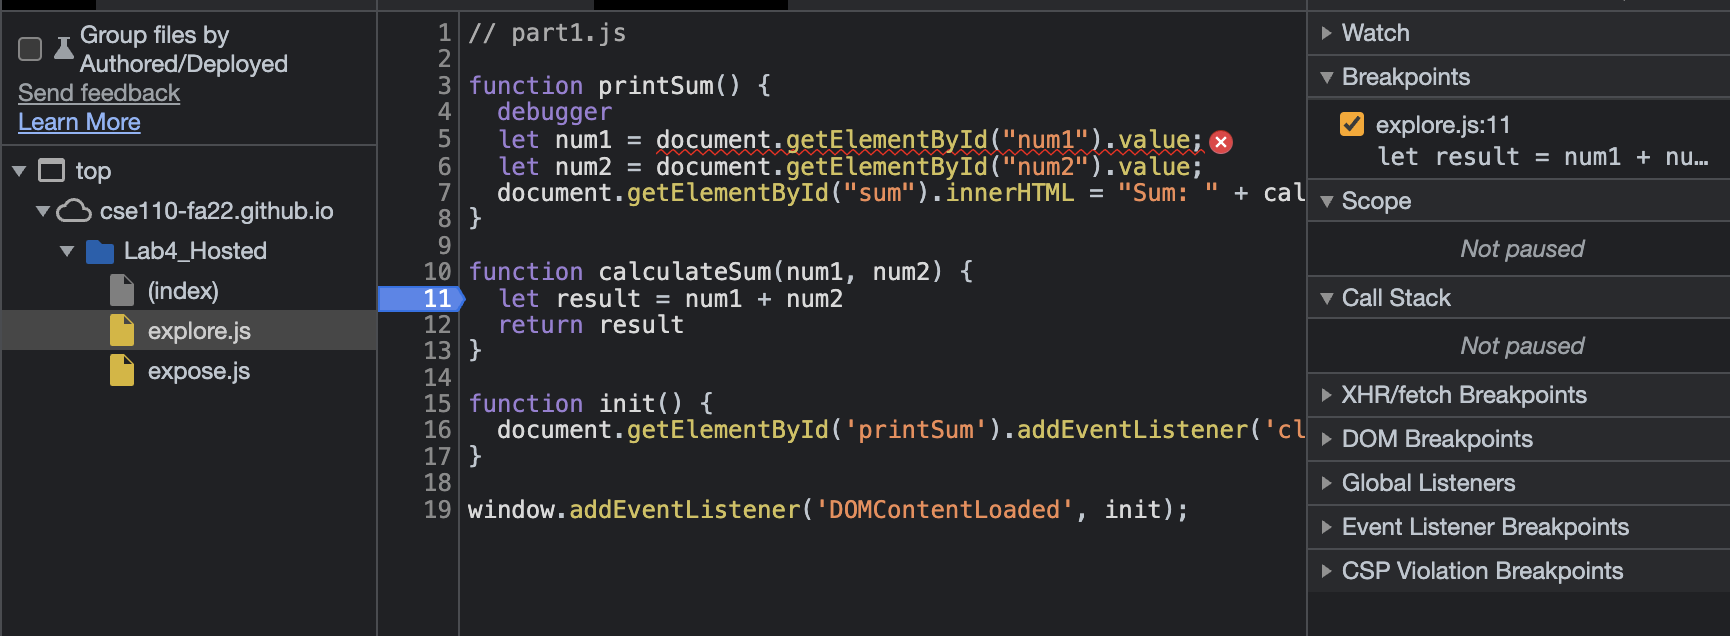 Group files by
Authored/Deployed
Send feedback
Learn More
top
cse110-fa22.github.io
Lab4_Hosted
(index)
explore.js
expose.js
1 // part1.js
2
3 function printSum() {
4   debugger
5   let num1 = document.getElementById("num1").value;
6   let num2 = document.getElementById("num2").value;
7   document.getElementById("sum").innerHTML = "Sum: " + cal
8 }
9
10 function calculateSum(num1, num2) {
11   let result = num1 + num2
12   return result
13 }
14
15 function init() {
16   document.getElementById('printSum').addEventListener('cl
17 }
18
19 window.addEventListener('DOMContentLoaded', init);
Watch
Breakpoints
explore.js:11
let result = num1 + nu…
Scope
Not paused
Call Stack
Not paused
XHR/fetch Breakpoints
DOM Breakpoints
Global Listeners
Event Listener Breakpoints
CSP Violation Breakpoints